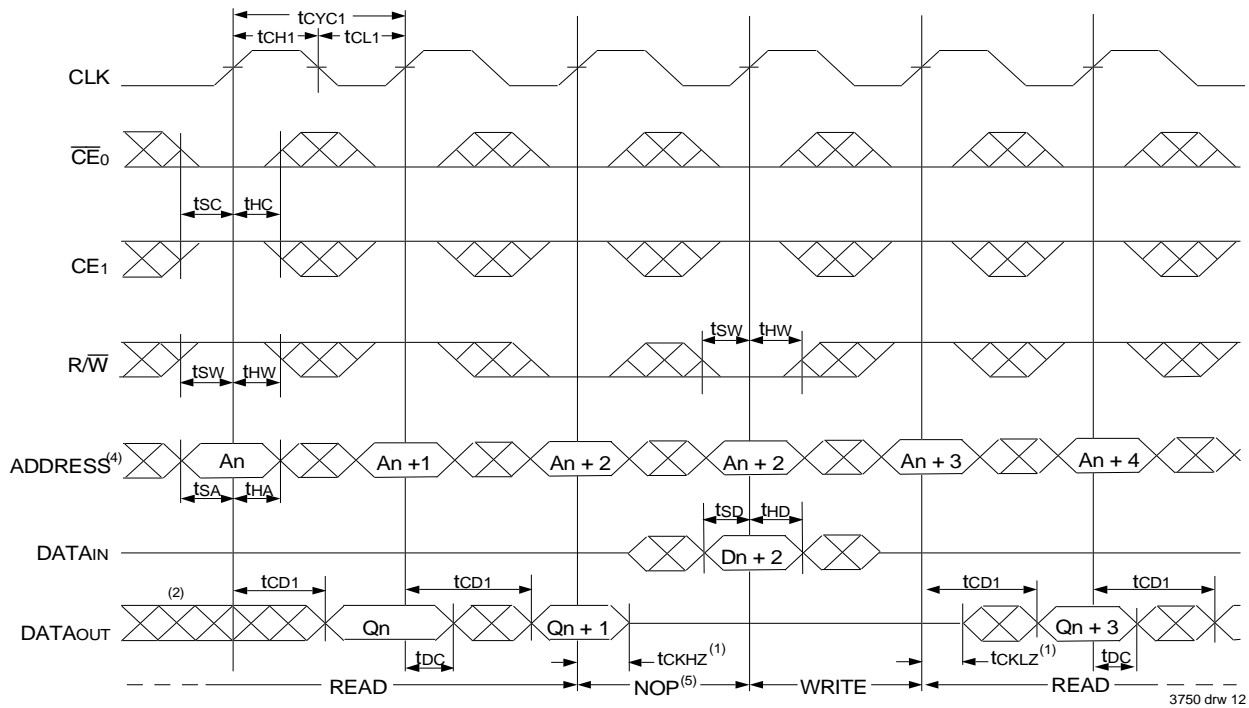 tCYC1
tCH1 tCL1
CLK
CE0
tSC tHC
CE1
tSW tHW
R/W
tSW tHW
ADDRESS(4) An An +1 An + 2 An + 2 An + 3 An + 4
tSA tHA
tSD tHD
DATAIN Dn + 2
(2) tCD1 tCD1 tCD1 tCD1
DATAOUT Qn Qn + 1 Qn + 3
tDC tCKHZ(1) tCKLZ(1) tDC
READ NOP(5) WRITE READ
3750 drw 12